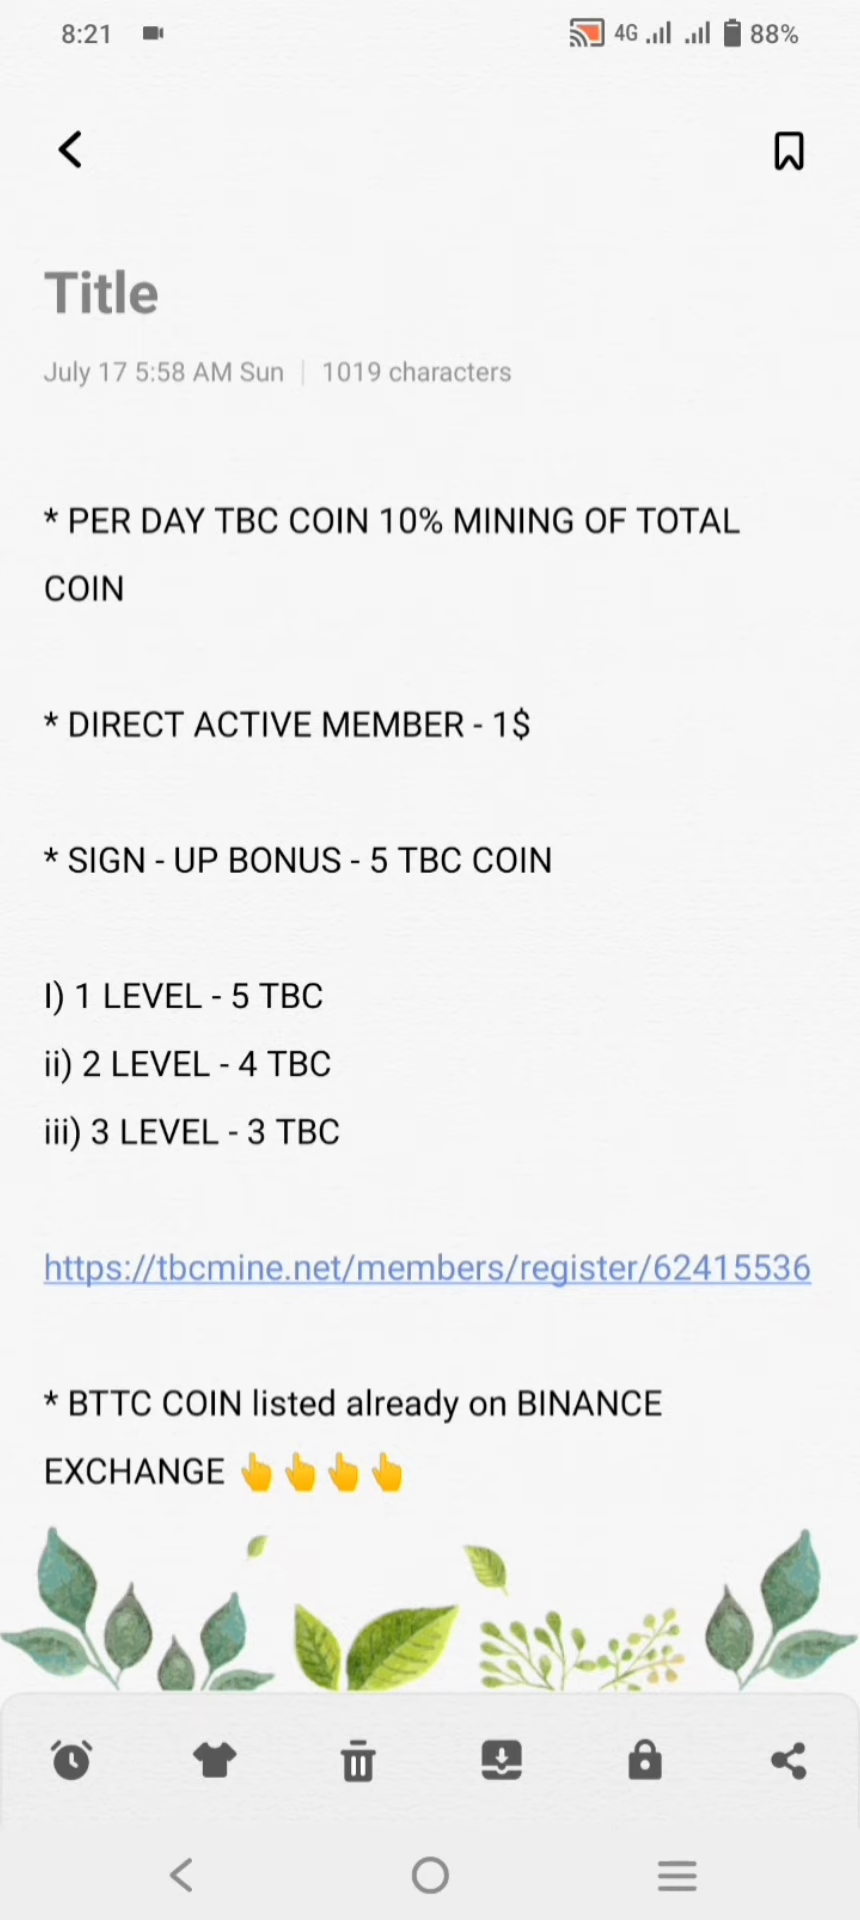 8:21
4G
88%
Title
July 17 5:58 AM Sun | 1019 characters
* PER DAY TBC COIN 10% MINING OF TOTAL
COIN
* DIRECT ACTIVE MEMBER - 1$
* SIGN - UP BONUS - 5 TBC COIN
I) 1 LEVEL - 5 TBC
ii) 2 LEVEL - 4 TBC
iii) 3 LEVEL - 3 TBC
https://tbcmine.net/members/register/62415536
* BTTC COIN listed already on BINANCE
EXCHANGE 👆👆👆👆